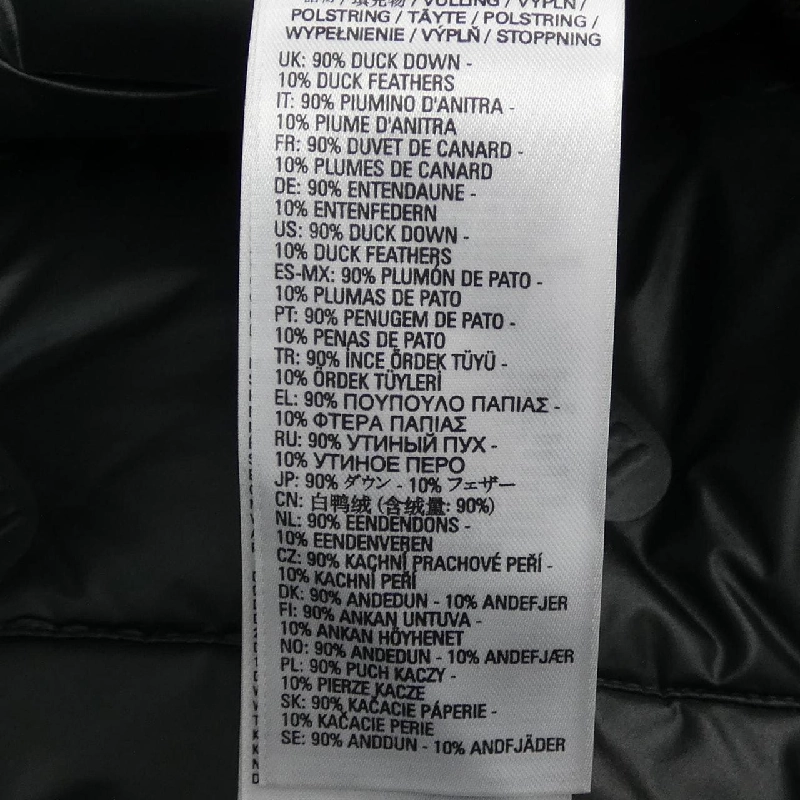 / VULLING / VÝPLŇ /
POLSTRING / TÄYTE / POLSTRING /
WYPEŁNIENIE / VÝPLŇ / STOPPNING
UK: 90% DUCK DOWN -
10% DUCK FEATHERS
IT: 90% PIUMINO D'ANITRA -
10% PIUME D'ANITRA
FR: 90% DUVET DE CANARD -
10% PLUMES DE CANARD
DE: 90% ENTENDAUNE -
10% ENTENFEDERN
US: 90% DUCK DOWN -
10% DUCK FEATHERS
ES-MX: 90% PLUMÓN DE PATO -
10% PLUMAS DE PATO
PT: 90% PENUGEM DE PATO -
10% PENAS DE PATO
TR: 90% İNCE ÖRDEK TÜYÜ -
10% ÖRDEK TÜYLERİ
EL: 90% ΠΟΥΠΟΥΛΟ ΠΑΠΙΑΣ -
10% ΦΤΕΡΑ ΠΑΠΙΑΣ
RU: 90% УТИНЫЙ ПУХ -
10% УТИНОЕ ПЕРО
JP: 90% ダウン - 10% フェザー
CN: 白鸭绒 (含绒量: 90%)
NL: 90% EENDENDONS -
10% EENDENVEREN
CZ: 90% KACHNÍ PRACHOVÉ PEŘÍ -
10% KACHNÍ PEŘÍ
DK: 90% ANDEDUN - 10% ANDEFJER
FI: 90% ANKAN UNTUVA -
10% ANKAN HÖYHENET
NO: 90% ANDEDUN - 10% ANDEFJÆR
PL: 90% PUCH KACZY -
10% PIERZE KACZE
SK: 90% KAČACIE PÁPERIE -
10% KAČACIE PERIE
SE: 90% ANDDUN - 10% ANDFJÄDER